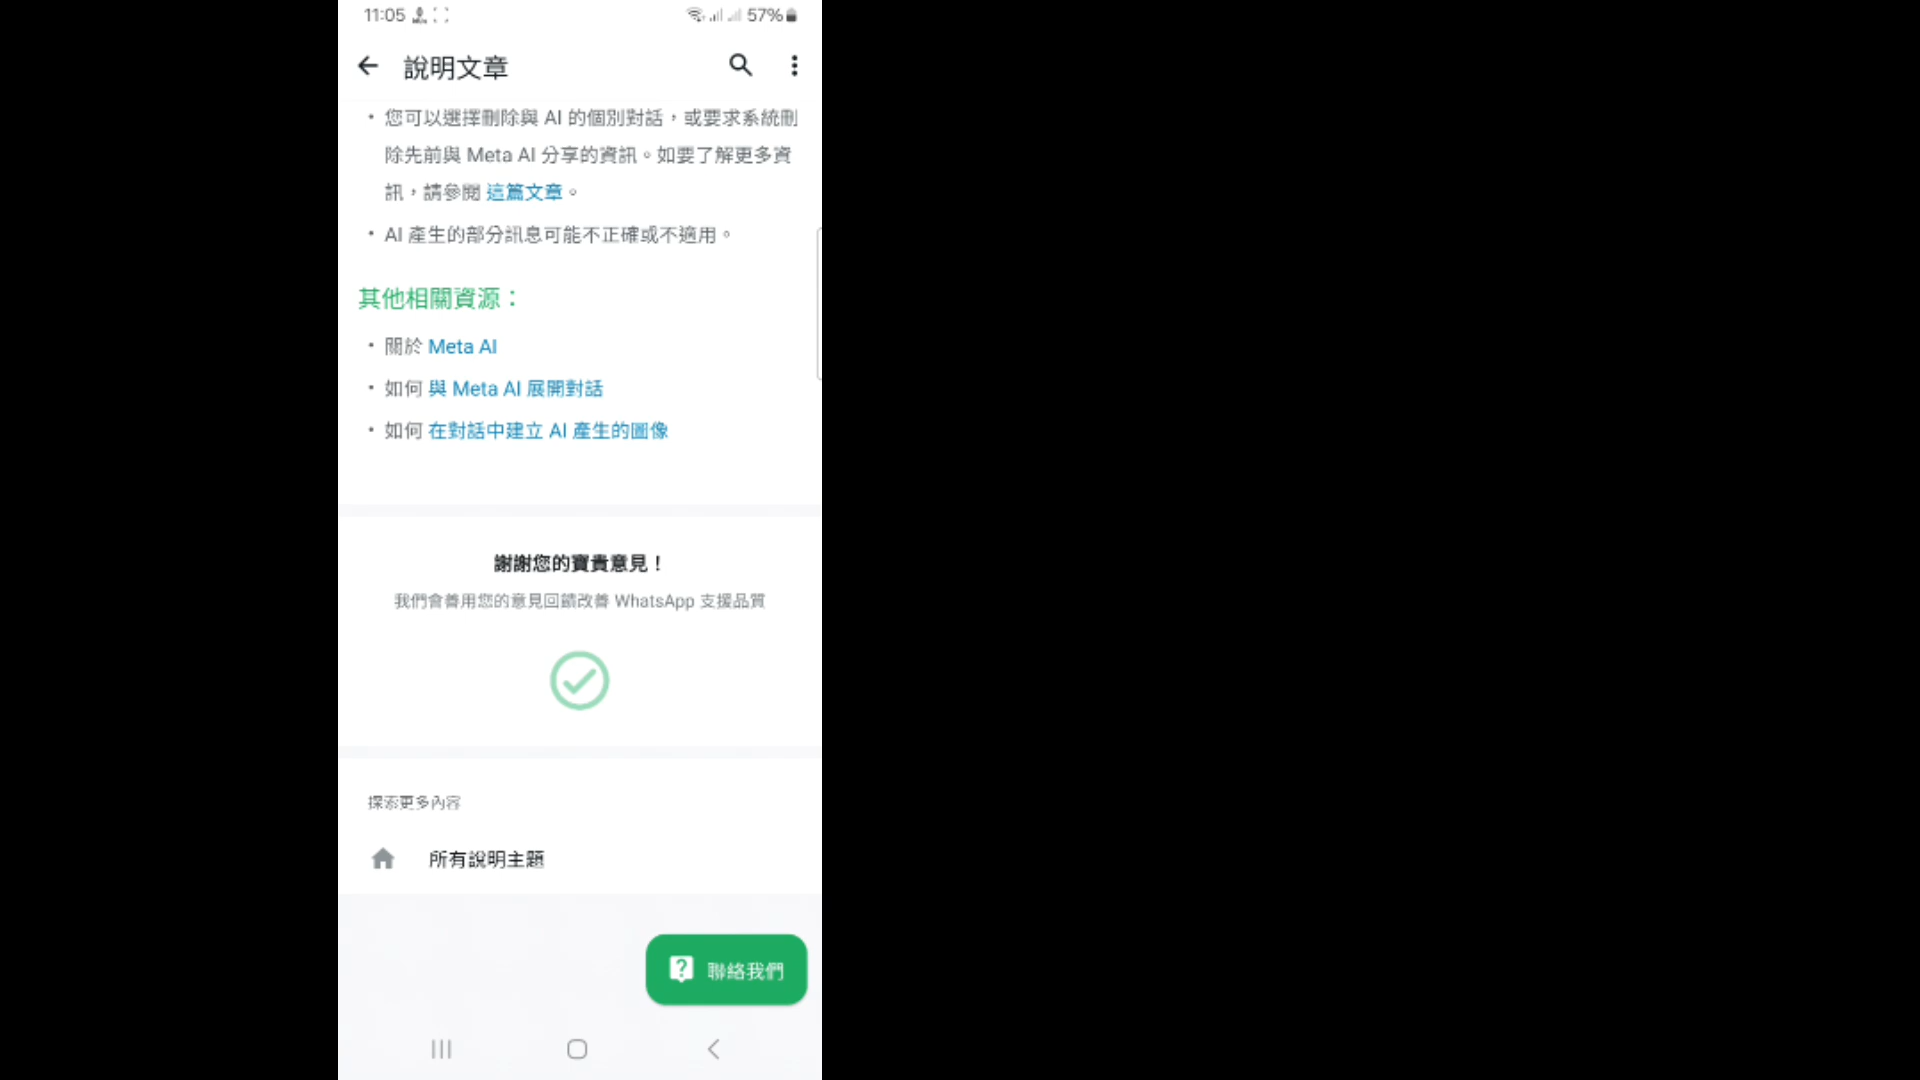 11:05
57%
說明文章
• 您可以選擇刪除與 AI 的個別對話，或要求系統刪
除先前與 Meta AI 分享的資訊。如要了解更多資
訊，請參閱 這篇文章。
• AI 產生的部分訊息可能不正確或不適用。
其他相關資源：
• 關於 Meta AI
• 如何 與 Meta AI 展開對話
• 如何 在對話中建立 AI 產生的圖像
謝謝您的寶貴意見！
我們會善用您的意見回饋改善 WhatsApp 支援品質
探索更多內容
所有說明主題
聯絡我們